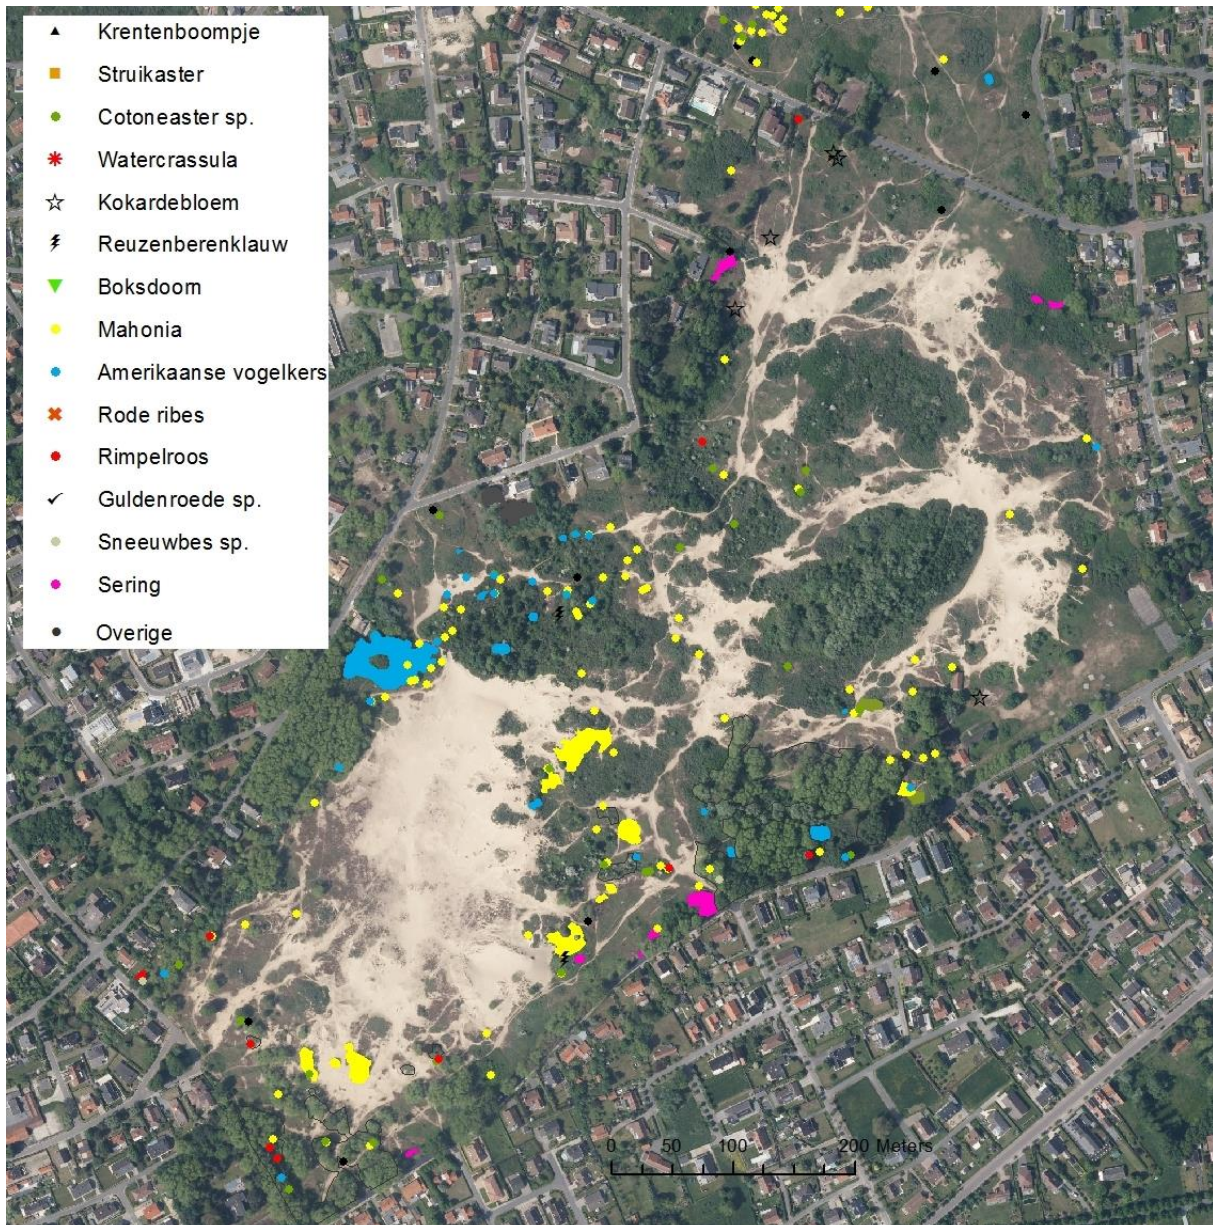 Krentenboompje
Struikaster
Cotoneaster sp.
Watercrassula
Kokardebloem
Reuzenberenklauw
Boksdoorn
Mahonia
Amerikaanse vogelkers
Rode ribes
Rimpelroos
Guldenroede sp.
Sneeuwbes sp.
Sering
Overige
0 50 100 200 Meters